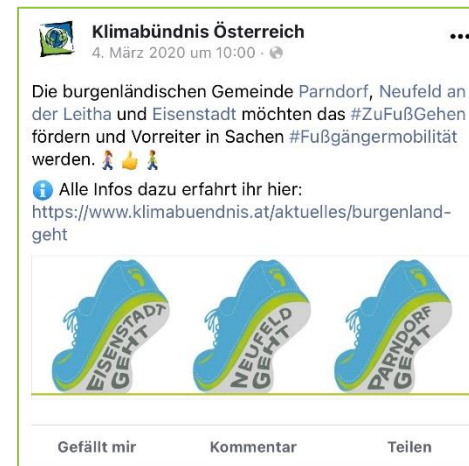 Klimabündnis Österreich
4. März 2020 um 10:00 ·
Die burgenländischen Gemeinde Parndorf, Neufeld an
der Leitha und Eisenstadt möchten das #ZuFußGehen
fördern und Vorreiter in Sachen #Fußgängermobilität
werden. 🚶‍♀️👍🚶‍♂️
ℹ️ Alle Infos dazu erfahrt ihr hier:
https://www.klimabuendnis.at/aktuelles/burgenland-
geht
EISENSTADT
GEHT
NEUFELD
GEHT
PARNDORF
GEHT
Gefällt mir
Kommentar
Teilen